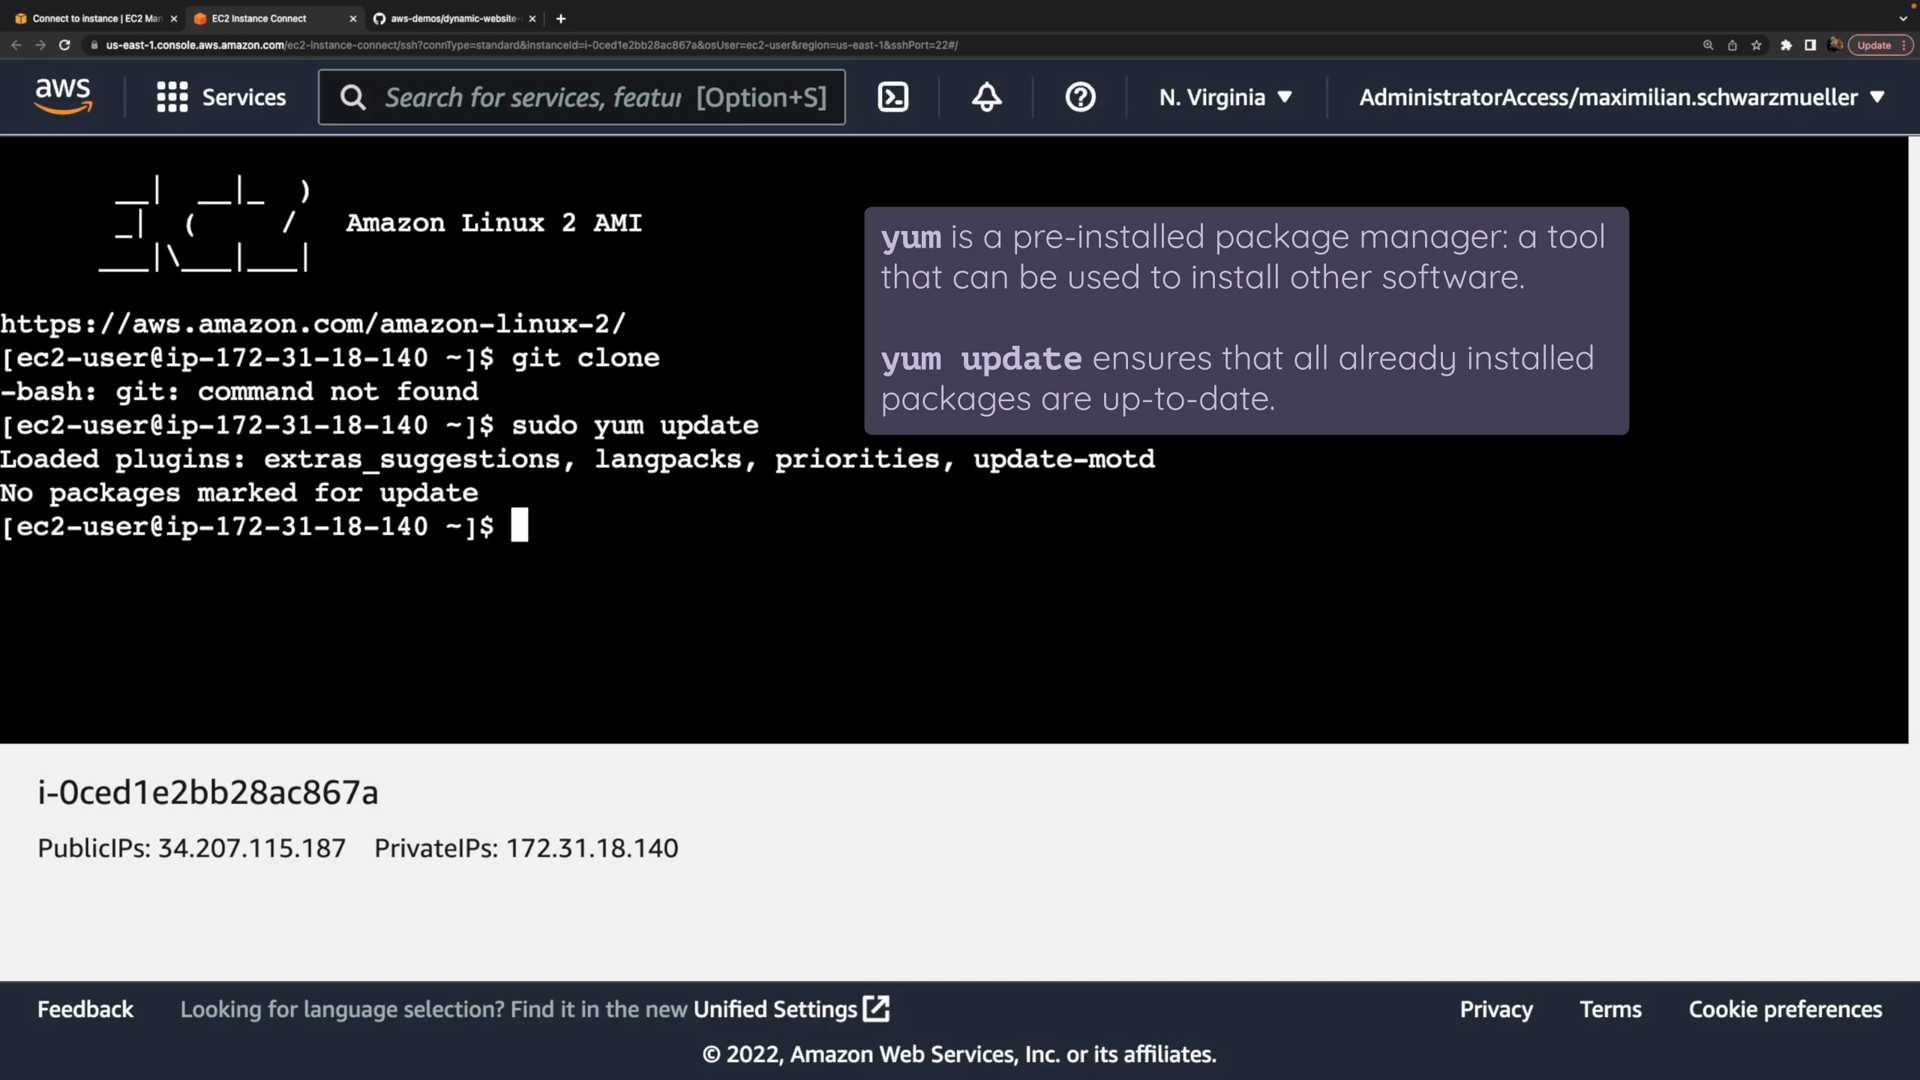 Connect to instance | EC2 Man
EC2 Instance Connect
aws-demos/dynamic-website-
us-east-1.console.aws.amazon.com/ec2-instance-connect/ssh?connType=standard&instanceId=i-0ced1e2bb28ac867a&osUser=ec2-user&region=us-east-1&sshPort=22#/
Update
aws
Services
Search for services, featur [Option+S]
N. Virginia
AdministratorAccess/maximilian.schwarzmueller
__|  __|_  )
_|  (     /   Amazon Linux 2 AMI
___|\___|___|
https://aws.amazon.com/amazon-linux-2/
[ec2-user@ip-172-31-18-140 ~]$ git clone
-bash: git: command not found
[ec2-user@ip-172-31-18-140 ~]$ sudo yum update
Loaded plugins: extras_suggestions, langpacks, priorities, update-motd
No packages marked for update
[ec2-user@ip-172-31-18-140 ~]$
yum is a pre-installed package manager: a tool
that can be used to install other software.
yum update ensures that all already installed
packages are up-to-date.
i-0ced1e2bb28ac867a
PublicIPs: 34.207.115.187 PrivateIPs: 172.31.18.140
Feedback
Looking for language selection? Find it in the new Unified Settings
Privacy
Terms
Cookie preferences
© 2022, Amazon Web Services, Inc. or its affiliates.